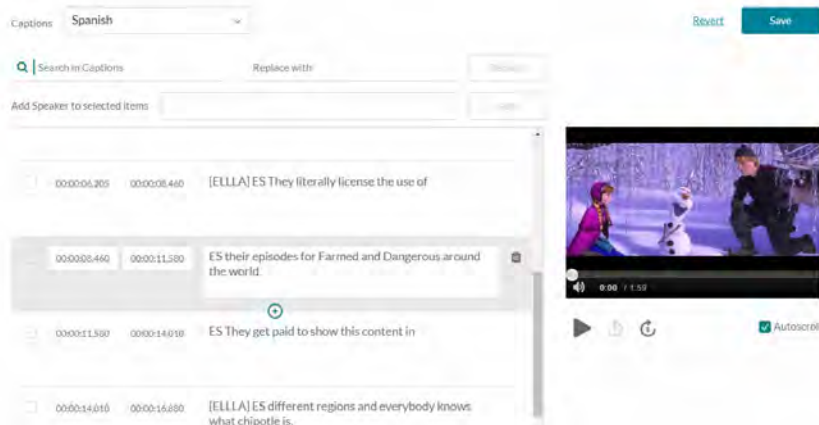 Captions Spanish
Revert Save
Search in Captions Replace with
Add Speaker to selected items
00:00:06,205 00:00:08,460 [ELLLA] ES They literally license the use of
00:00:08,460 00:00:11,580 ES their episodes for Farmed and Dangerous around
the world
00:00:11,580 00:00:14,010 ES They get paid to show this content in
00:00:14,010 00:00:16,880 [ELLLA] ES different regions and everybody knows
what chipotle is.
0:00 / 1:59
Autoscroll